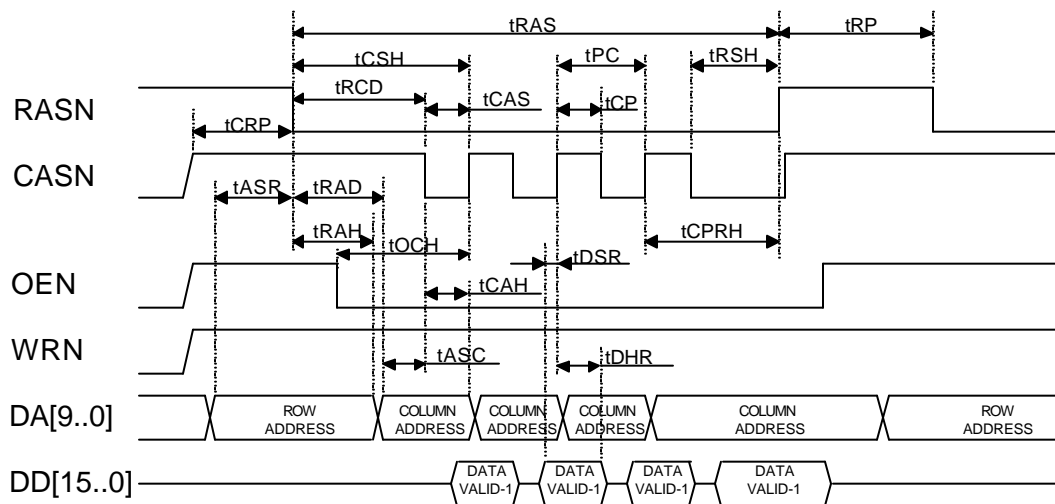 tRAS
tRP
tCSH
tPC
tRSH
tRCD
tCAS
tCP
RASN
tCRP
CASN
tASR
tRAD
tRAH
tOCH
tCPRH
tDSR
OEN
tCAH
WRN
tASC
tDHR
DA[9..0]
ROW
ADDRESS
COLUMN
ADDRESS
COLUMN
ADDRESS
COLUMN
ADDRESS
COLUMN
ADDRESS
ROW
ADDRESS
DD[15..0]
DATA
VALID-1
DATA
VALID-1
DATA
VALID-1
DATA
VALID-1